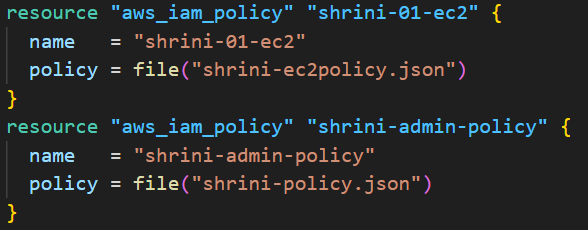 resource "aws_iam_policy" "shrini-01-ec2" {
  name   = "shrini-01-ec2"
  policy = file("shrini-ec2policy.json")
}
resource "aws_iam_policy" "shrini-admin-policy" {
  name   = "shrini-admin-policy"
  policy = file("shrini-policy.json")
}